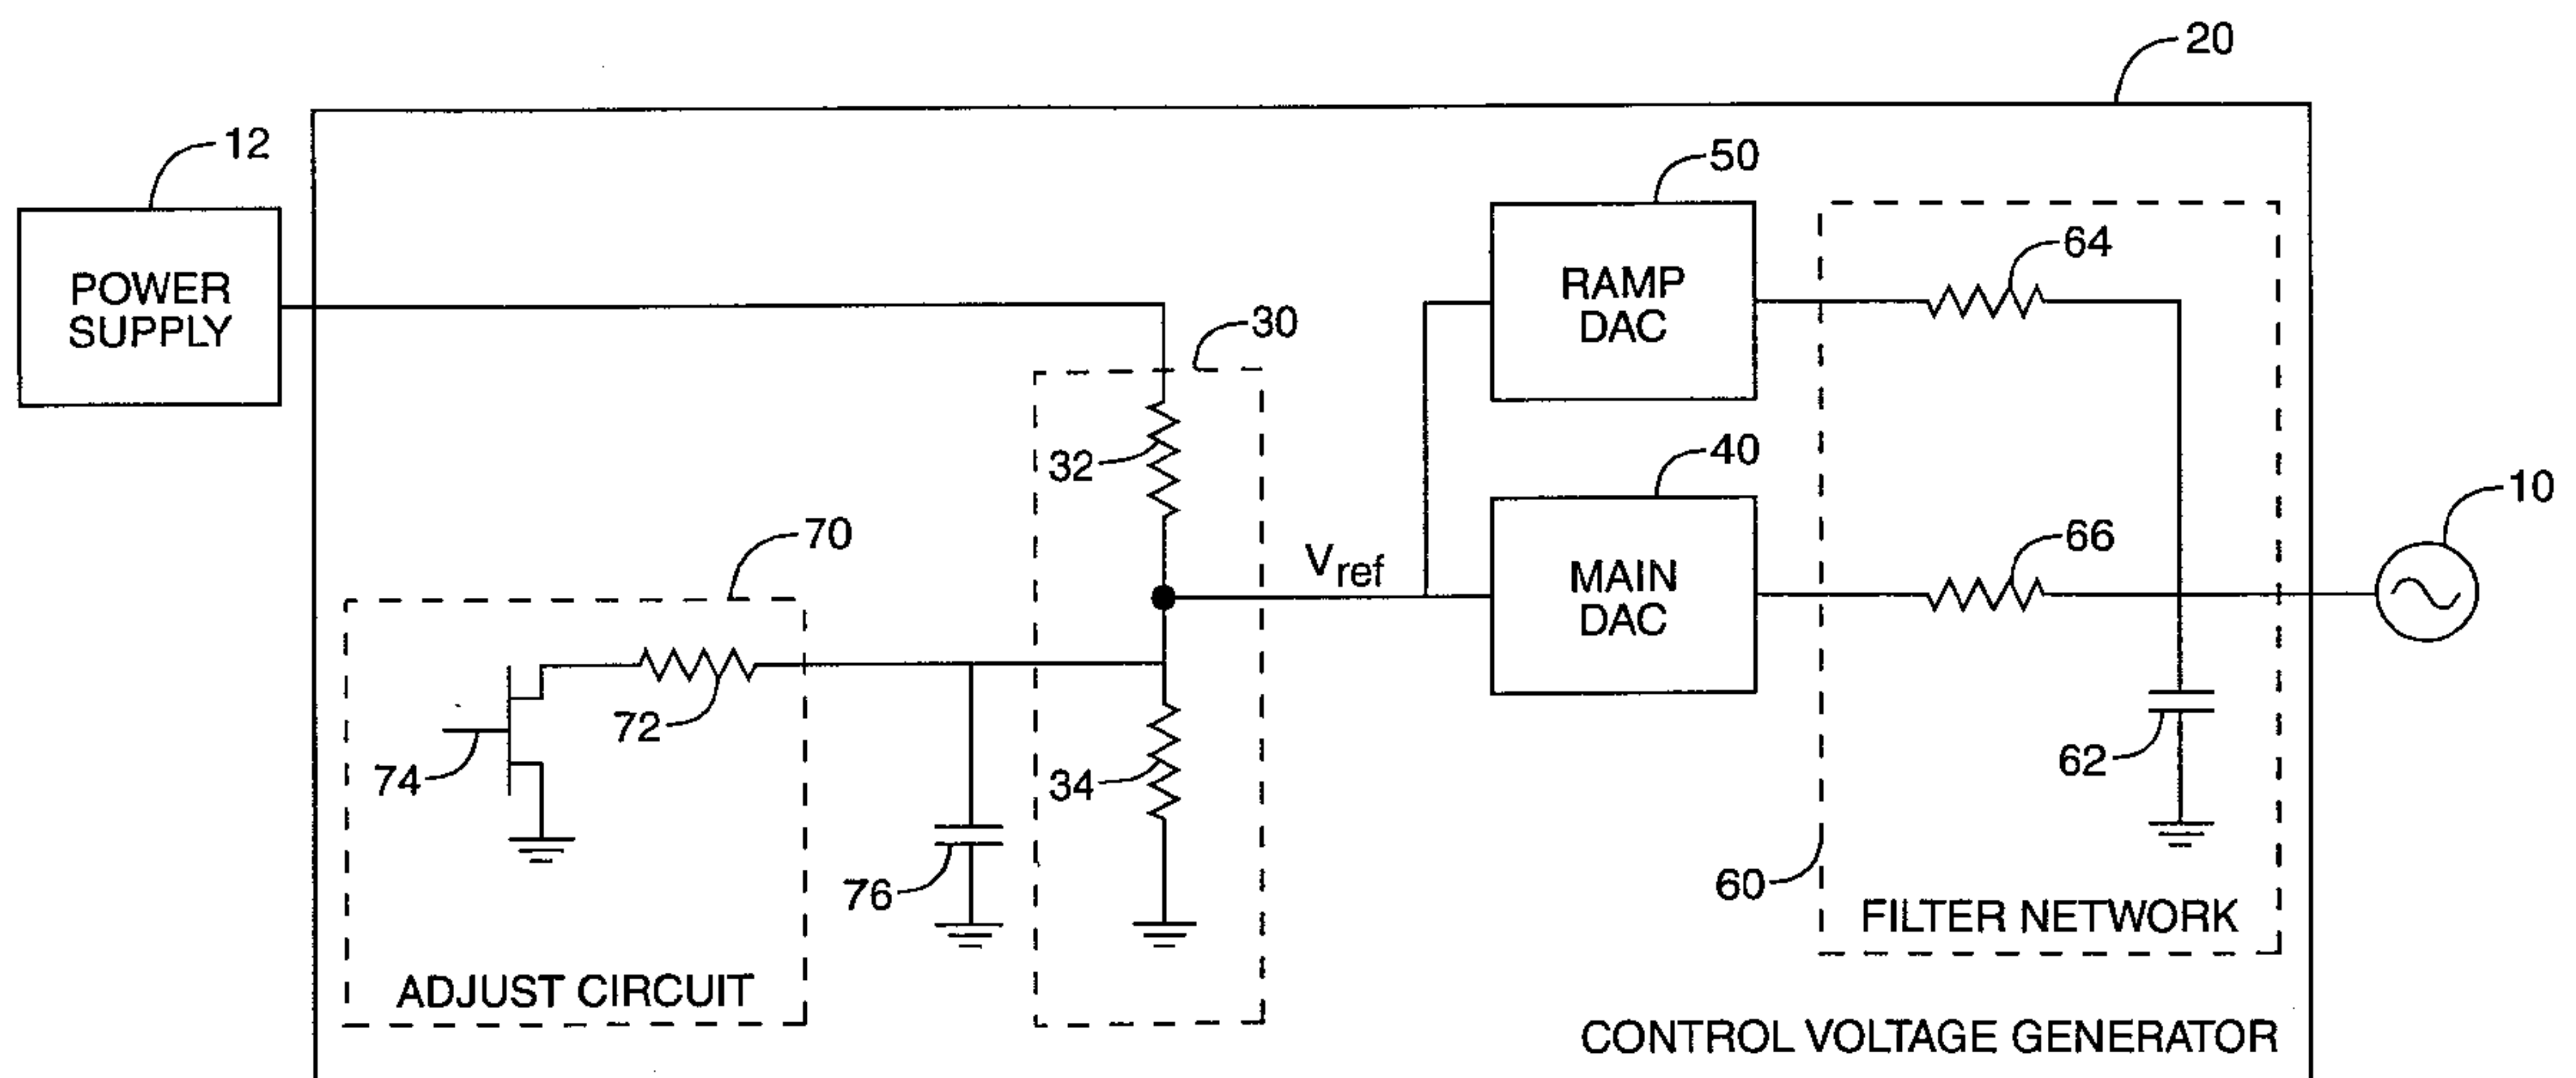 20
12
50
POWER
SUPPLY
RAMP
DAC
64
30
32
40
10
70
Vref
MAIN
DAC
66
72
74
34
62
76
60
FILTER NETWORK
ADJUST CIRCUIT
CONTROL VOLTAGE GENERATOR